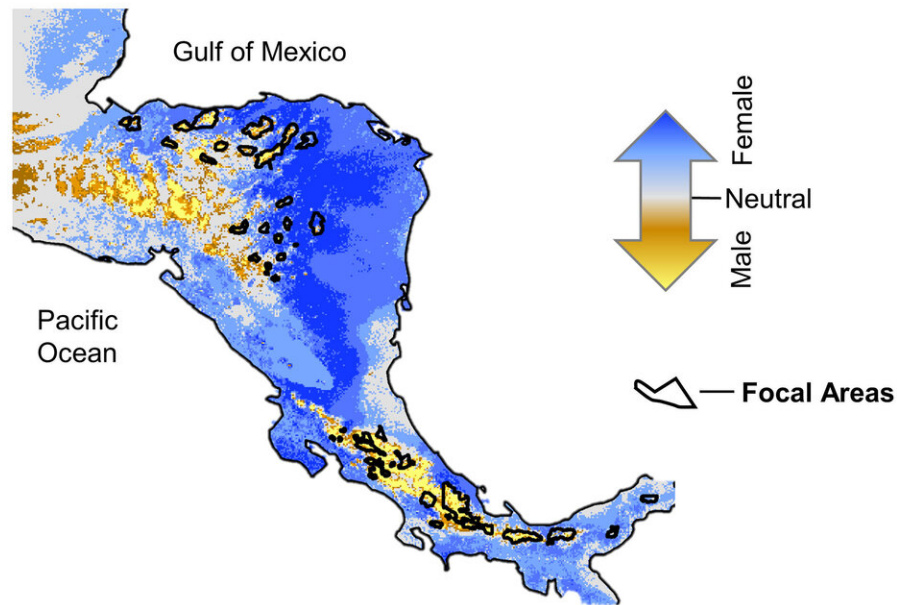 Gulf of Mexico
Female
Neutral
Male
Pacific
Ocean
Focal Areas